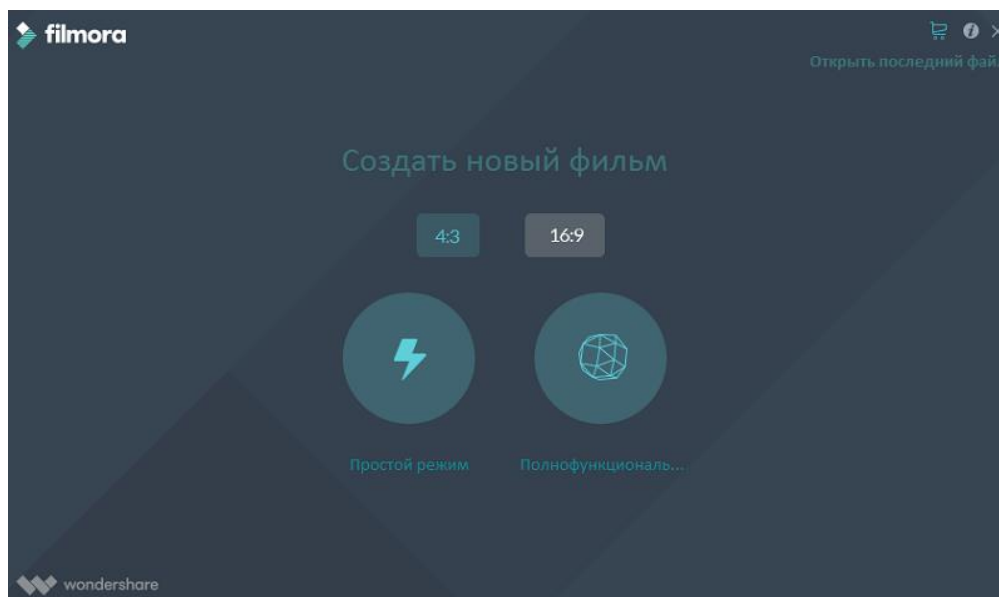 filmora
Открыть последний фай
Создать новый фильм
4:3
16:9
Простой режим
Полнофункциональ...
wondershare